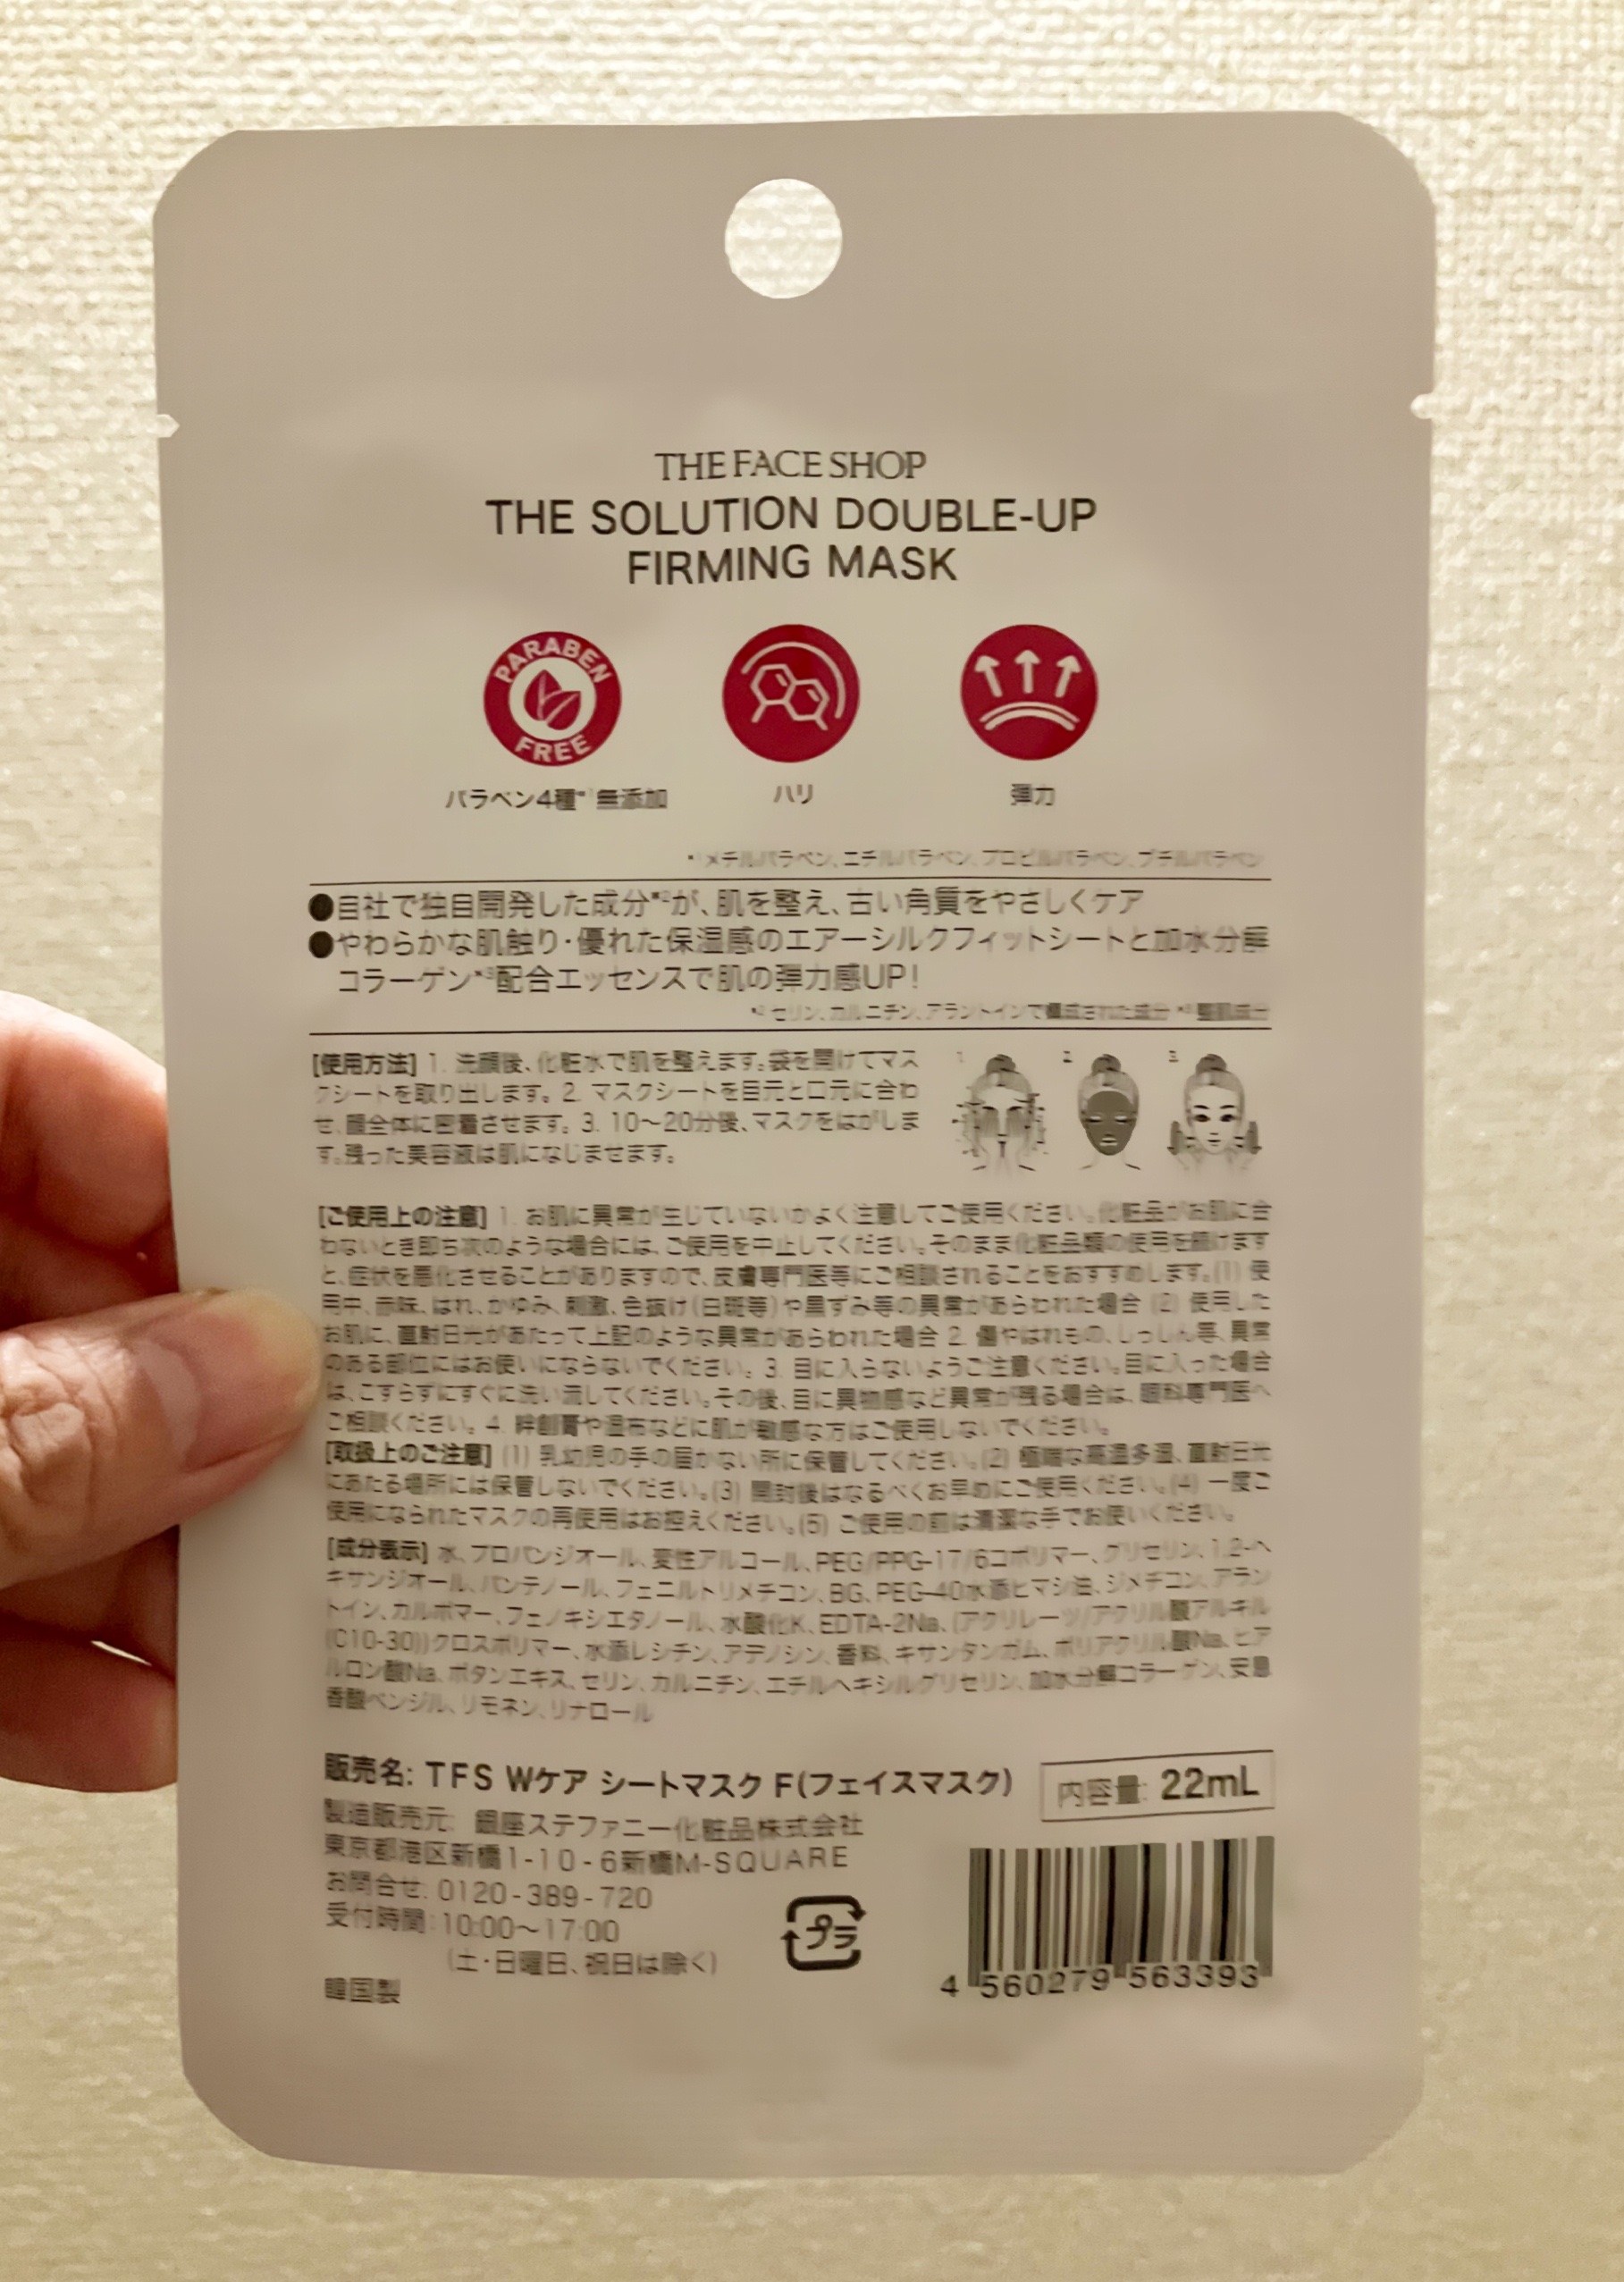 THE FACE SHOP
THE SOLUTION DOUBLE-UP
FIRMING MASK
PARABEN
FREE
パラベン4種*¹無添加
ハリ
弾力
*¹ メチルパラベン、エチルパラベン、プロピルパラベン、ブチルパラベン
●自社で独自開発した成分*²が、肌を整え、古い角質をやさしくケア
●やわらかな肌触り・優れた保湿感のエアーシルクフィットシートと加水分解
コラーゲン*³配合エッセンスで肌の弾力感UP!
*² セリン、カルニチン、アラントインで構成された成分 *³ 整肌成分
[使用方法] 1. 洗顔後、化粧水で肌を整えます。袋を開けてマス
クシートを取り出します。 2. マスクシートを目元と口元に合わ
せ、顔全体に密着させます。 3. 10〜20分後、マスクをはがしま
す。残った美容液は肌になじませます。
1 2 3
[ご使用上の注意] 1. お肌に異常が生じていないかよく注意してご使用ください。化粧品がお肌に合
わないとき即ち次のような場合には、ご使用を中止してください。そのまま化粧品類の使用を続けます
と、症状を悪化させることがありますので、皮膚専門医等にご相談されることをおすすめします。(1) 使
用中、赤味、はれ、かゆみ、刺激、色抜け(白斑等)や黒ずみ等の異常があらわれた場合 (2) 使用した
お肌に、直射日光があたって上記のような異常があらわれた場合 2. 傷やはれもの、しっしん等、異常
のある部位にはお使いにならないでください。 3. 目に入らないようご注意ください。目に入った場合
は、こすらずにすぐに洗い流してください。その後、目に異物感など異常が残る場合は、眼科専門医へ
ご相談ください。 4. 絆創膏や湿布などに肌が敏感な方はご使用しないでください。
[取扱上のご注意] (1) 乳幼児の手の届かない所に保管してください。(2) 極端な高温多湿、直射日光
にあたる場所には保管しないでください。(3) 開封後はなるべくお早めにご使用ください。(4) 一度ご
使用になられたマスクの再使用はお控えください。(5) ご使用の前は清潔な手でお使いください。
[成分表示] 水、プロパンジオール、変性アルコール、PEG/PPG-17/6コポリマー、グリセリン、1,2-ヘ
キサンジオール、パンテノール、フェニルトリメチコン、BG、PEG-40水添ヒマシ油、ジメチコン、アラン
トイン、カルボマー、フェノキシエタノール、水酸化K、EDTA-2Na、(アクリレーツ/アクリル酸アルキル
(C10-30))クロスポリマー、水添レシチン、アデノシン、香料、キサンタンガム、ポリアクリル酸Na、ヒア
ルロン酸Na、ボタンエキス、セリン、カルニチン、エチルヘキシルグリセリン、加水分解コラーゲン、安息
香酸ベンジル、リモネン、リナロール
販売名: TFS Wケア シートマスク F(フェイスマスク)
内容量: 22mL
製造販売元: 銀座ステファニー化粧品株式会社
東京都港区新橋1-10-6新橋M-SQUARE
お問合せ: 0120-389-720
受付時間:10:00〜17:00
(土・日曜日、祝日は除く)
韓国製
プラ
4 560279 563393